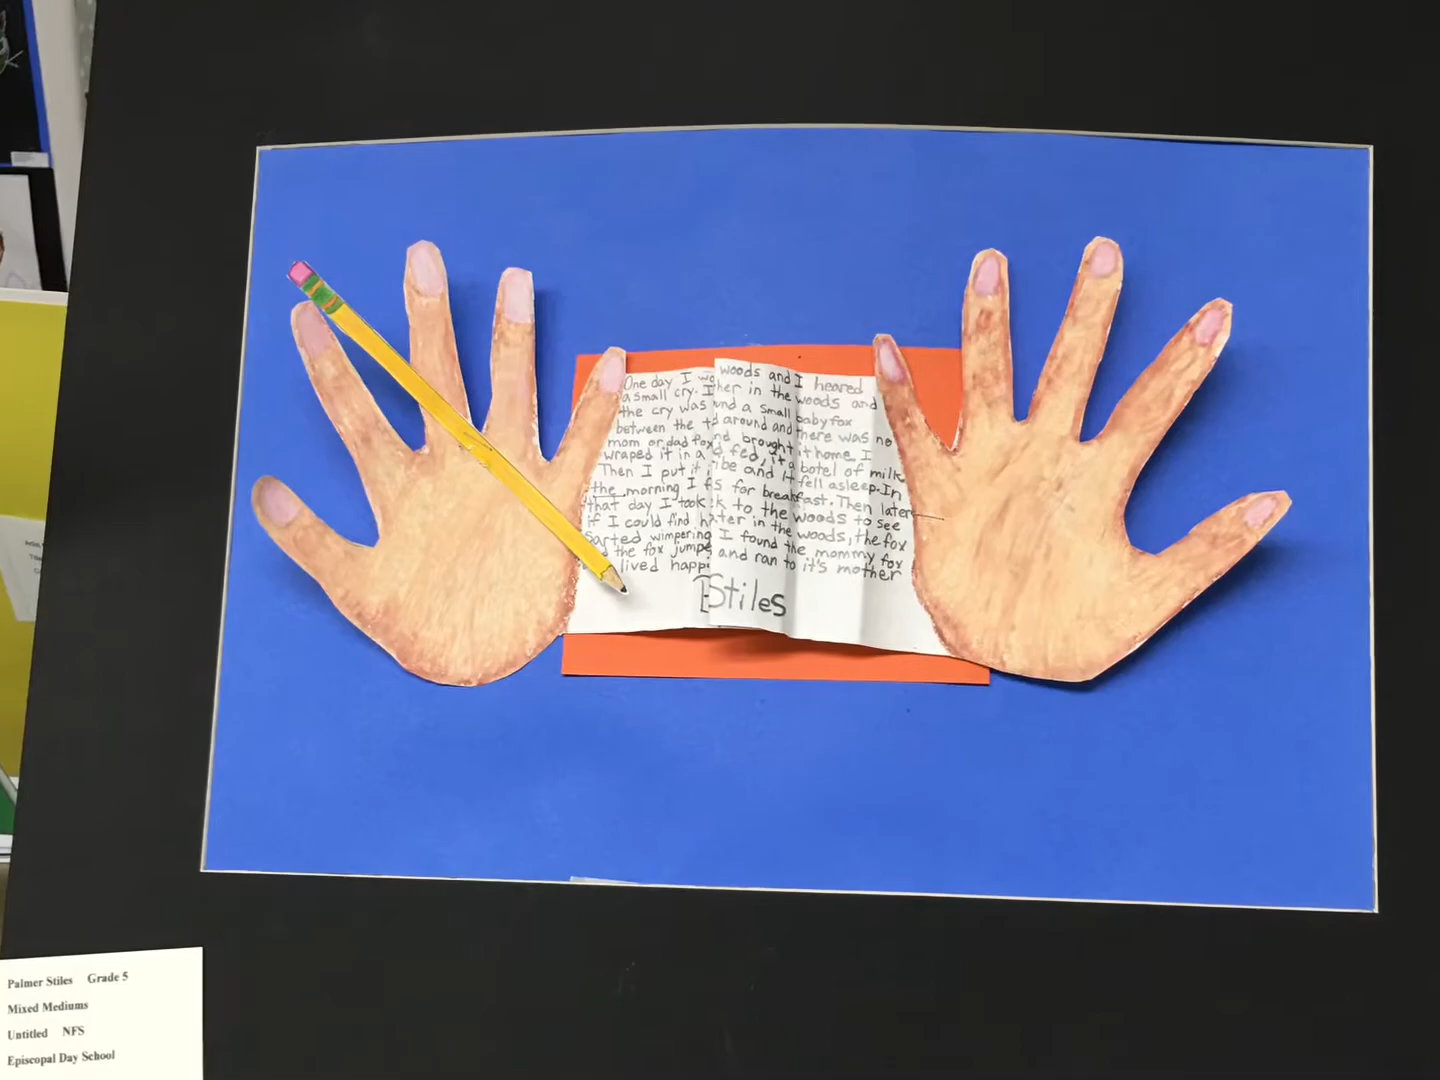 One day I wo woods and I heared
a small cry. I her in the woods and
the cry was und a small baby fox
between the t d around and there was no
mom or dad fox nd brought it home. I
wraped it in a d fed, it a botel of milk.
Then I put it ibe and it fell asleep. In
the morning I f s for breakfast. Then later
that day I took k to the woods to see
if I could find h ter in the woods, the fox
Sarted wimpering I found the mommy fox
d the fox jumpe and ran to it's mother
lived happ
Stiles
Palmer Stiles Grade 5
Mixed Mediums
Untitled NFS
Episcopal Day School